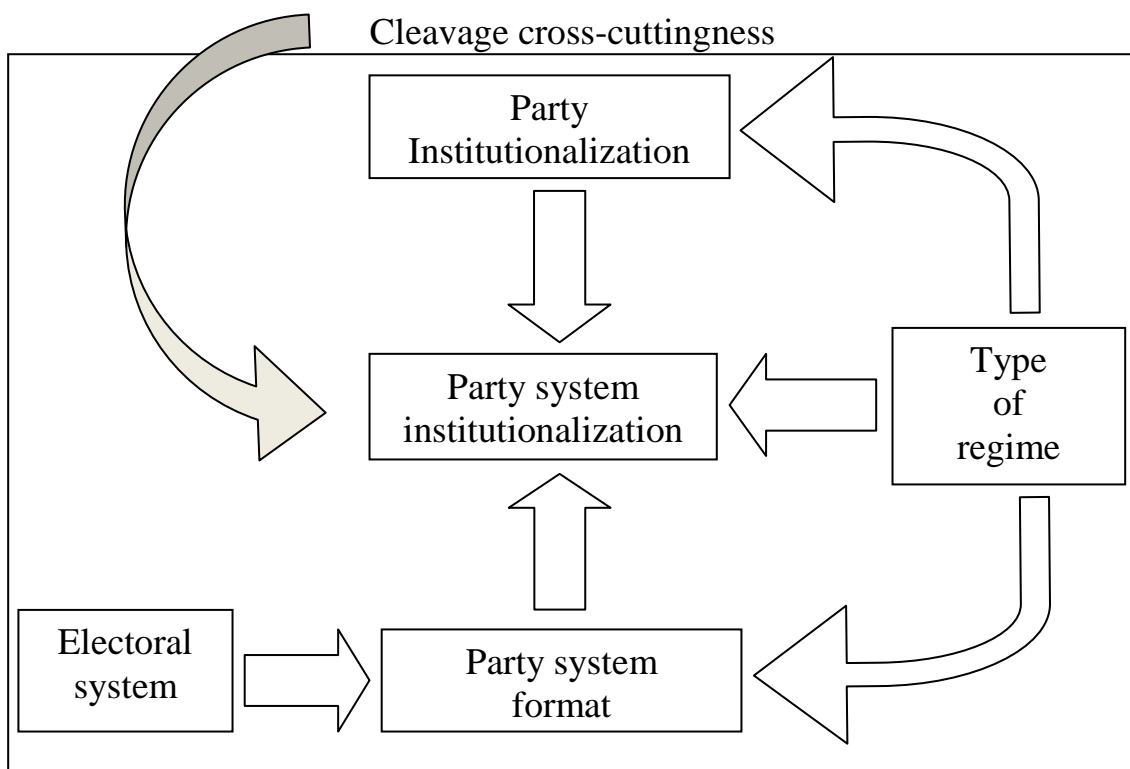 Cleavage cross-cuttingness
Party
Institutionalization
Party system
institutionalization
Type
of
regime
Electoral
system
Party system
format